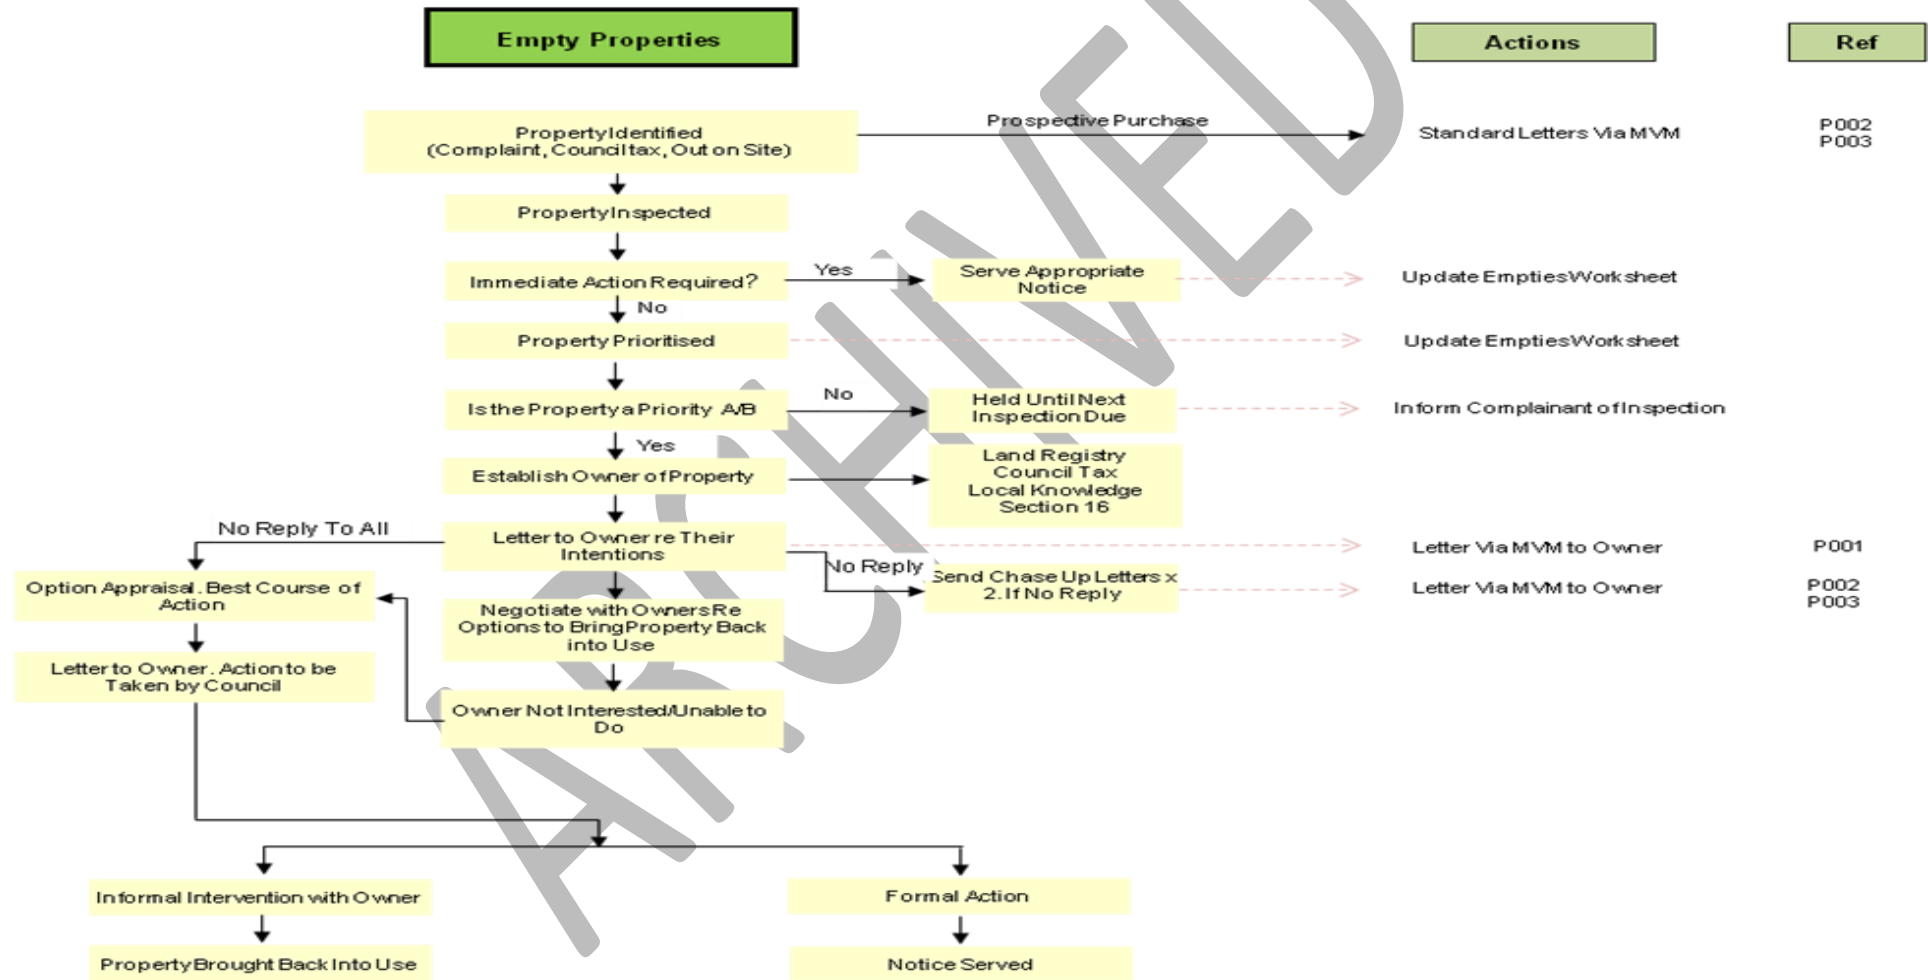 Empty Properties
Actions
Ref
Property Identified
(Complaint, Council tax, Out on Site)
Prospective Purchase
Standard Letters Via MVM
P002
P003
Property Inspected
Immediate Action Required?
Yes
Serve Appropriate
Notice
Update Empties Worksheet
No
Property Prioritised
Update Empties Worksheet
Is the Property a Priority A/B
No
Held Until Next
Inspection Due
Inform Complainant of Inspection
Yes
Establish Owner of Property
Land Registry
Council Tax
Local Knowledge
Section 16
No Reply To All
Letter to Owner re Their
Intentions
Letter Via MVM to Owner
P001
No Reply
Send Chase Up Letters x
2. If No Reply
Letter Via MVM to Owner
P002
P003
Option Appraisal. Best Course of
Action
Negotiate with Owners Re
Options to Bring Property Back
into Use
Letter to Owner. Action to be
Taken by Council
Owner Not Interested/Unable to
Do
Informal Intervention with Owner
Formal Action
Property Brought Back Into Use
Notice Served
ARCHIVED